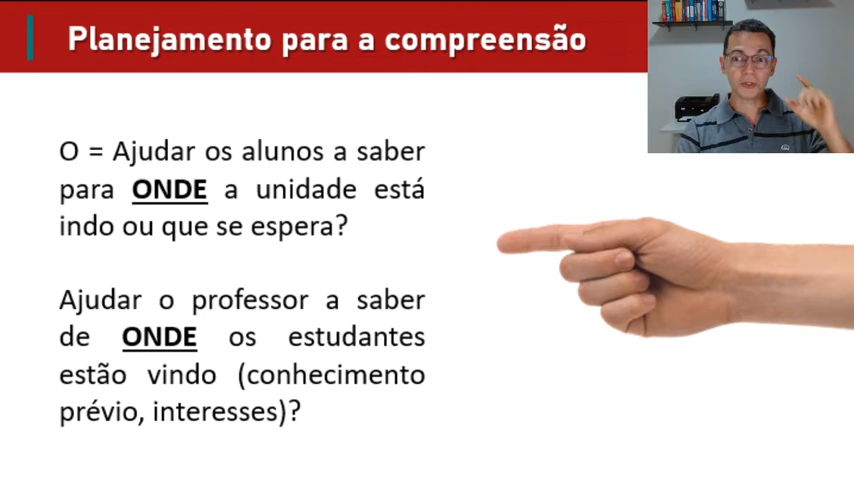 Planejamento para a compreensão
O = Ajudar os alunos a saber
para ONDE a unidade está
indo ou que se espera?
Ajudar o professor a saber
de ONDE os estudantes
estão vindo (conhecimento
prévio, interesses)?